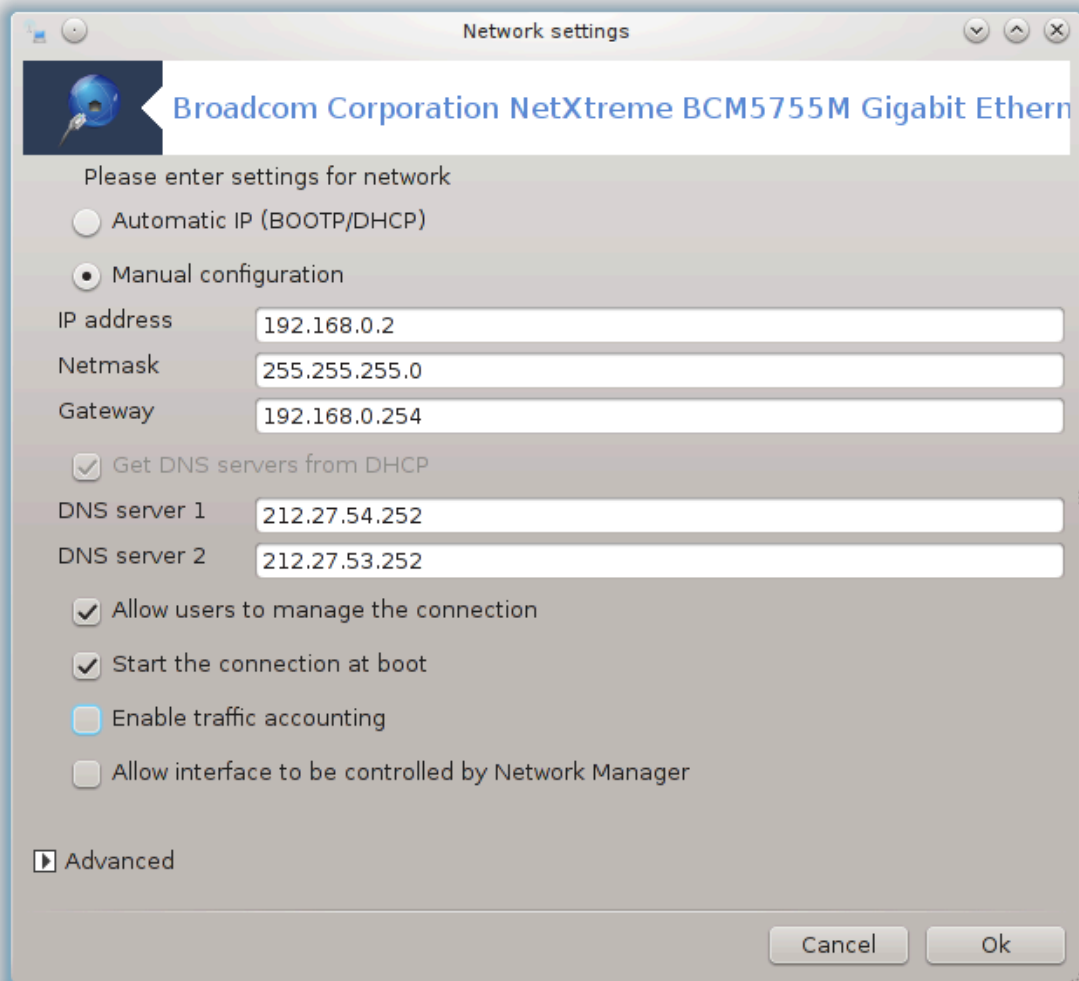 Network settings
Broadcom Corporation NetXtreme BCM5755M Gigabit Ethern
Please enter settings for network
Automatic IP (BOOTP/DHCP)
Manual configuration
IP address 192.168.0.2
Netmask 255.255.255.0
Gateway 192.168.0.254
Get DNS servers from DHCP
DNS server 1 212.27.54.252
DNS server 2 212.27.53.252
Allow users to manage the connection
Start the connection at boot
Enable traffic accounting
Allow interface to be controlled by Network Manager
Advanced
Cancel Ok